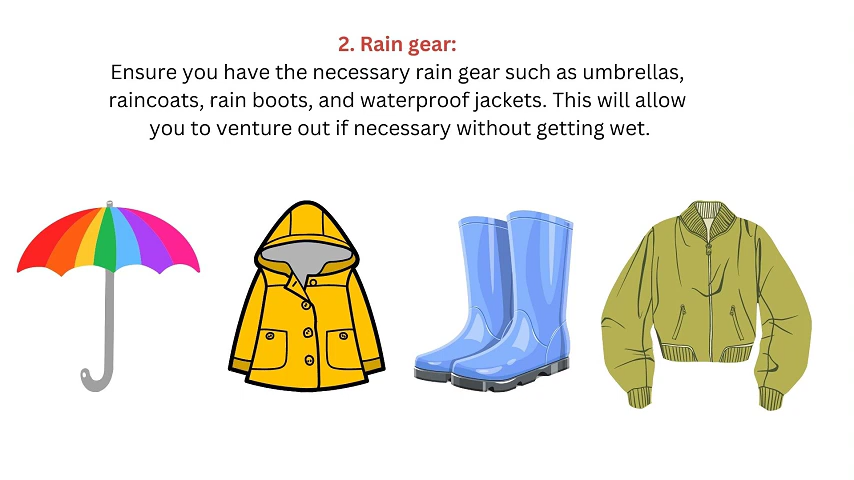 2. Rain gear:
Ensure you have the necessary rain gear such as umbrellas,
raincoats, rain boots, and waterproof jackets. This will allow
you to venture out if necessary without getting wet.